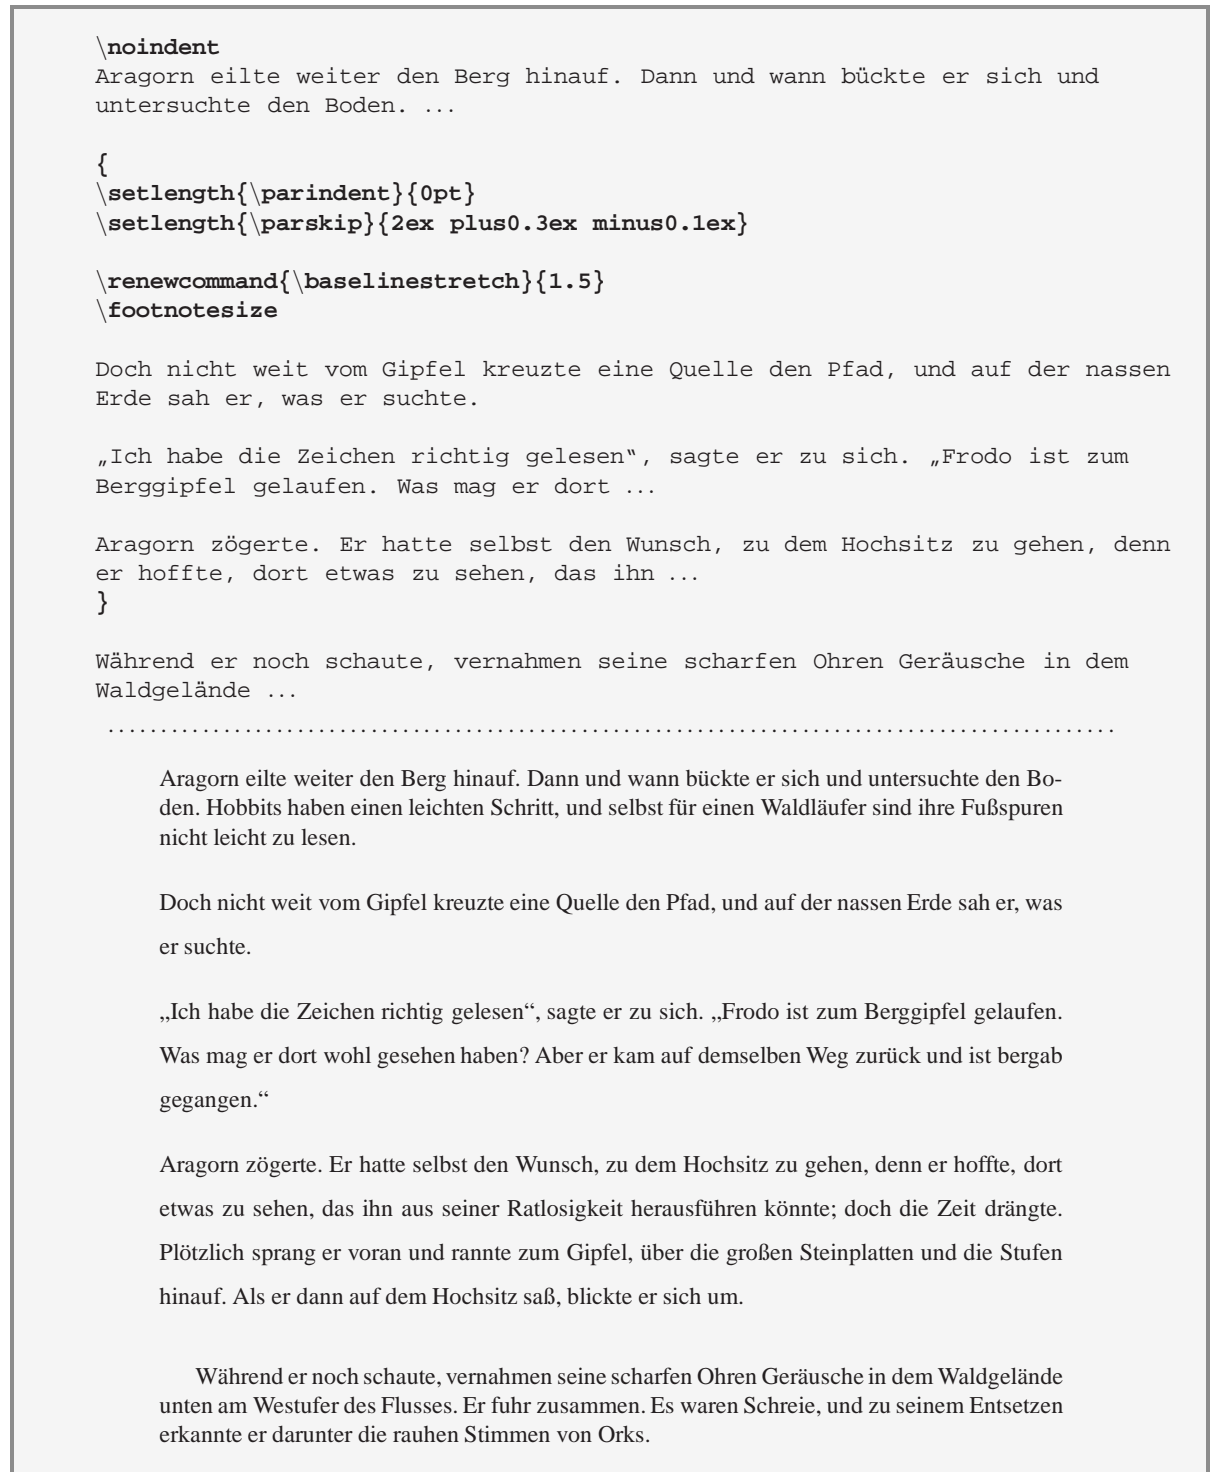 \noindent
Aragorn eilte weiter den Berg hinauf. Dann und wann bückte er sich und
untersuchte den Boden. ...
{
\setlength{\parindent}{0pt}
\setlength{\parskip}{2ex plus0.3ex minus0.1ex}
\renewcommand{\baselinestretch}{1.5}
\footnotesize
Doch nicht weit vom Gipfel kreuzte eine Quelle den Pfad, und auf der nassen
Erde sah er, was er suchte.
„Ich habe die Zeichen richtig gelesen“, sagte er zu sich. „Frodo ist zum
Berggipfel gelaufen. Was mag er dort ...
Aragorn zögerte. Er hatte selbst den Wunsch, zu dem Hochsitz zu gehen, denn
er hoffte, dort etwas zu sehen, das ihn ...
}
Während er noch schaute, vernahmen seine scharfen Ohren Geräusche in dem
Waldgelände ...
Aragorn eilte weiter den Berg hinauf. Dann und wann bückte er sich und untersuchte den Bo-
den. Hobbits haben einen leichten Schritt, und selbst für einen Waldläufer sind ihre Fußspuren
nicht leicht zu lesen.
Doch nicht weit vom Gipfel kreuzte eine Quelle den Pfad, und auf der nassen Erde sah er, was
er suchte.
„Ich habe die Zeichen richtig gelesen“, sagte er zu sich. „Frodo ist zum Berggipfel gelaufen.
Was mag er dort wohl gesehen haben? Aber er kam auf demselben Weg zurück und ist bergab
gegangen.“
Aragorn zögerte. Er hatte selbst den Wunsch, zu dem Hochsitz zu gehen, denn er hoffte, dort
etwas zu sehen, das ihn aus seiner Ratlosigkeit herausführen könnte; doch die Zeit drängte.
Plötzlich sprang er voran und rannte zum Gipfel, über die großen Steinplatten und die Stufen
hinauf. Als er dann auf dem Hochsitz saß, blickte er sich um.
Während er noch schaute, vernahmen seine scharfen Ohren Geräusche in dem Waldgelände
unten am Westufer des Flusses. Er fuhr zusammen. Es waren Schreie, und zu seinem Entsetzen
erkannte er darunter die rauhen Stimmen von Orks.